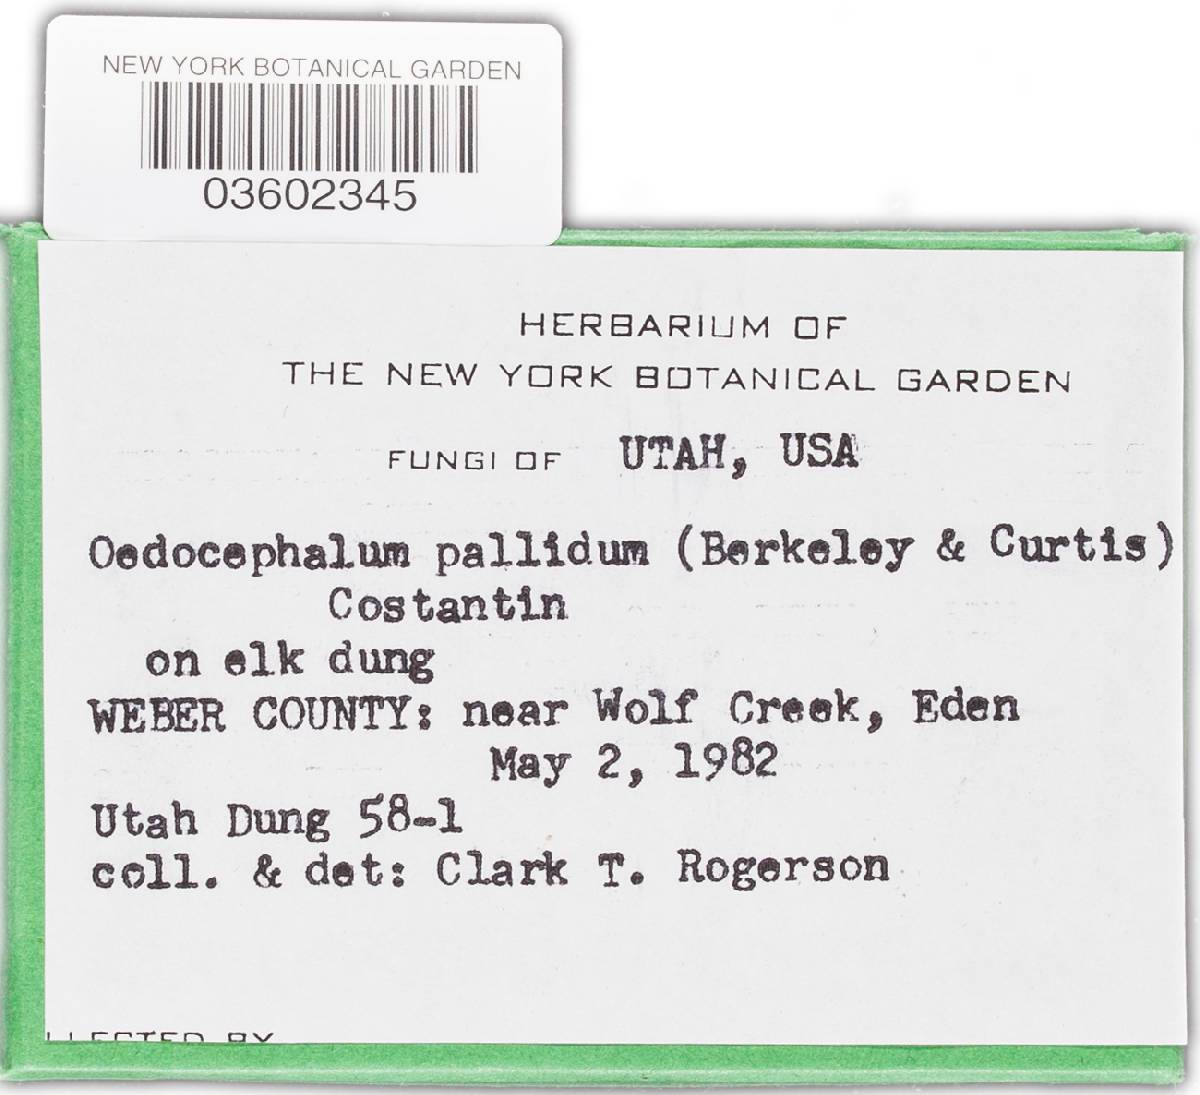 NEW YORK BOTANICAL GARDEN
03602345
HERBARIUM OF
THE NEW YORK BOTANICAL GARDEN
FUNGI OF UTAH, USA
Oedocephalum pallidum (Berkeley & Curtis)
Costantin
on elk dung
WEBER COUNTY: near Wolf Creek, Eden
May 2, 1982
Utah Dung 58-1
coll. & det: Clark T. Rogerson
LLECTED BY